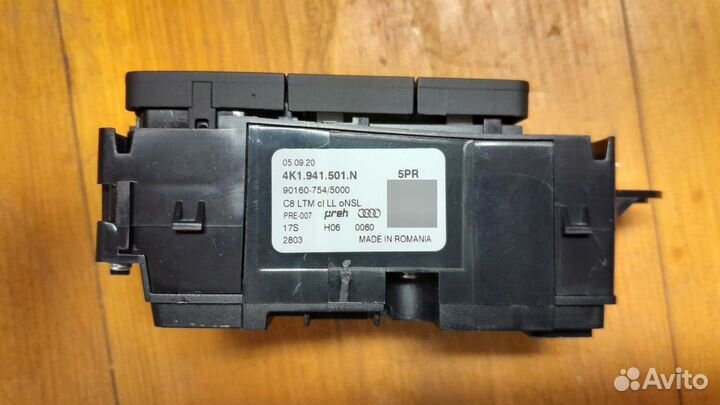 05.09.20
4K1.941.501.N 5PR
90160-754/5000
C8 LTM cl LL oNSL
PRE-007 preh
17S H06 0060
2803 MADE IN ROMANIA
Avito